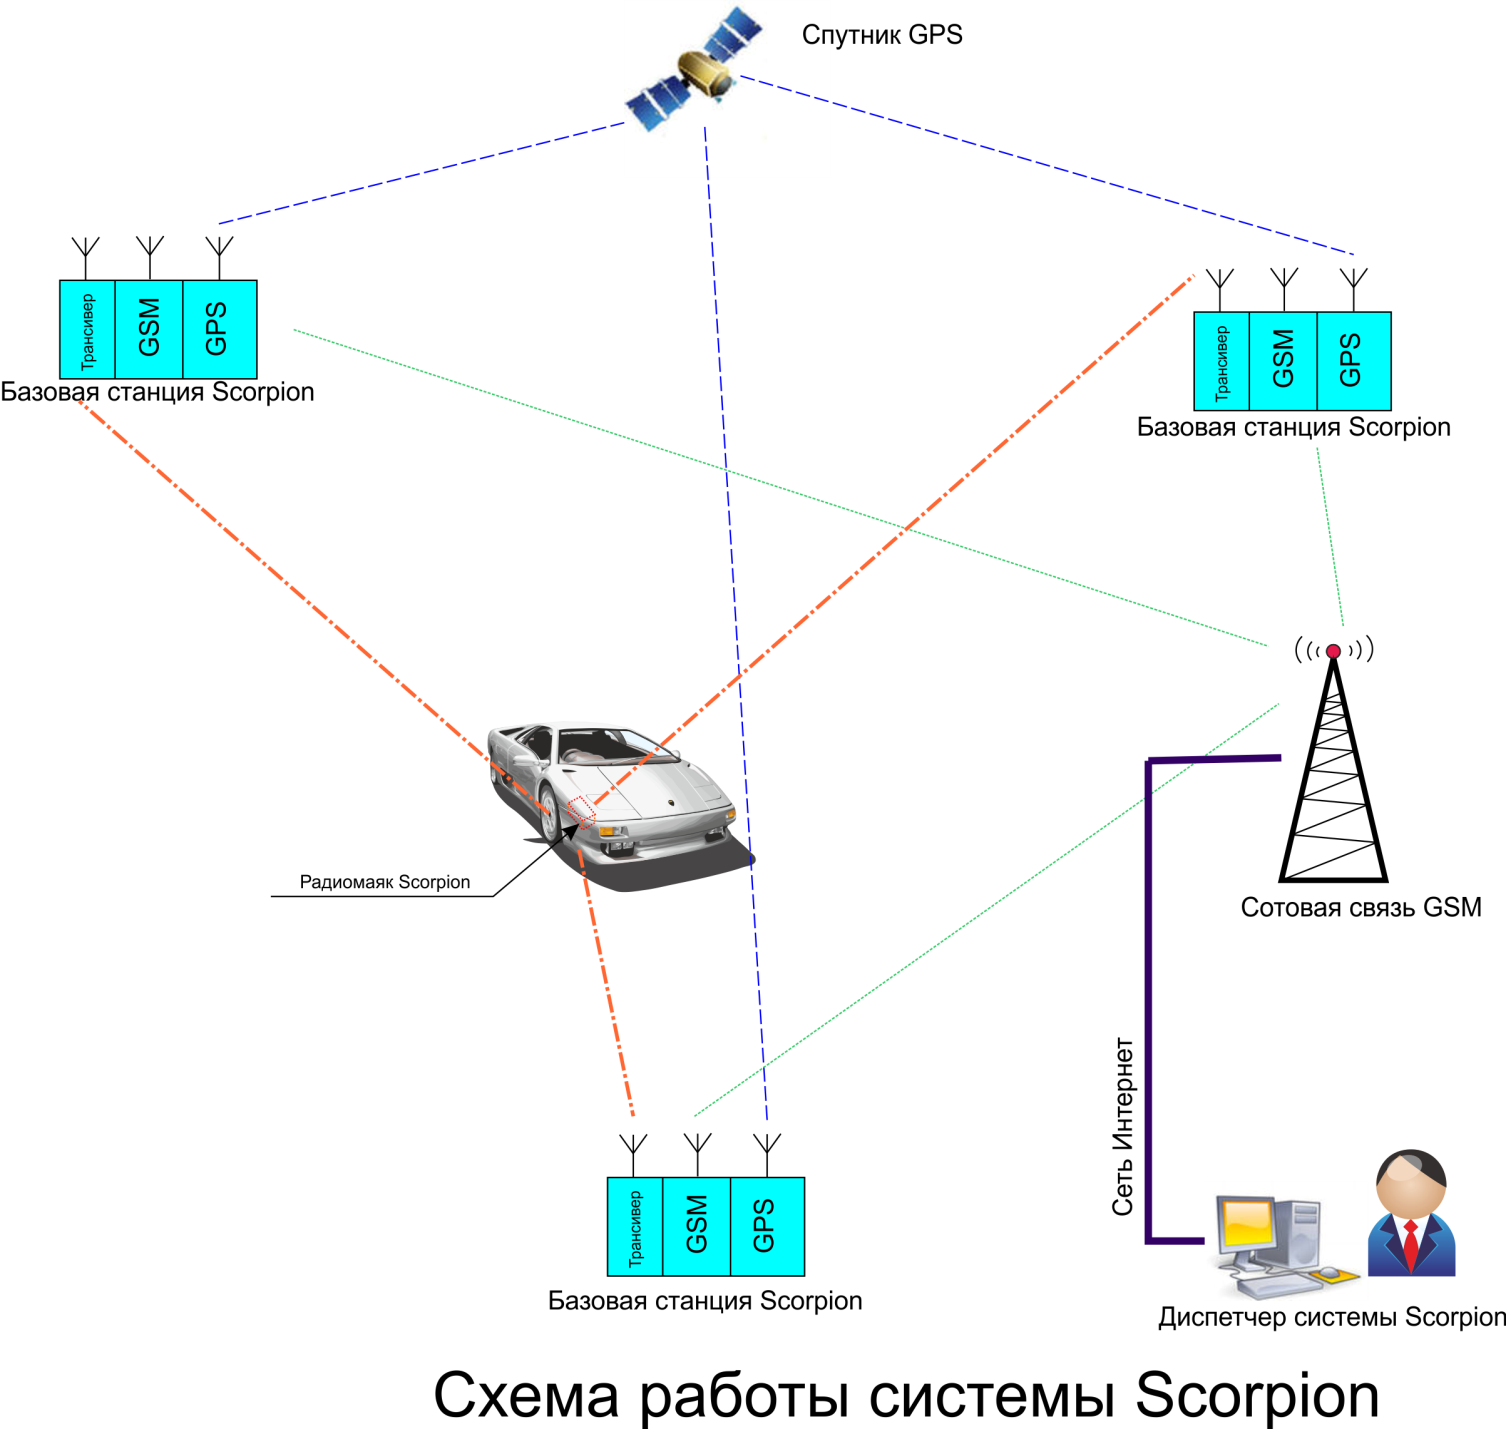 Спутник GPS
Трансивер
GSM
GPS
Базовая станция Scorpion
Трансивер
GSM
GPS
Базовая станция Scorpion
Радиомаяк Scorpion
Сотовая связь GSM
Сеть Интернет
Трансивер
GSM
GPS
Базовая станция Scorpion
Диспетчер системы Scorpion
Схема работы системы Scorpion